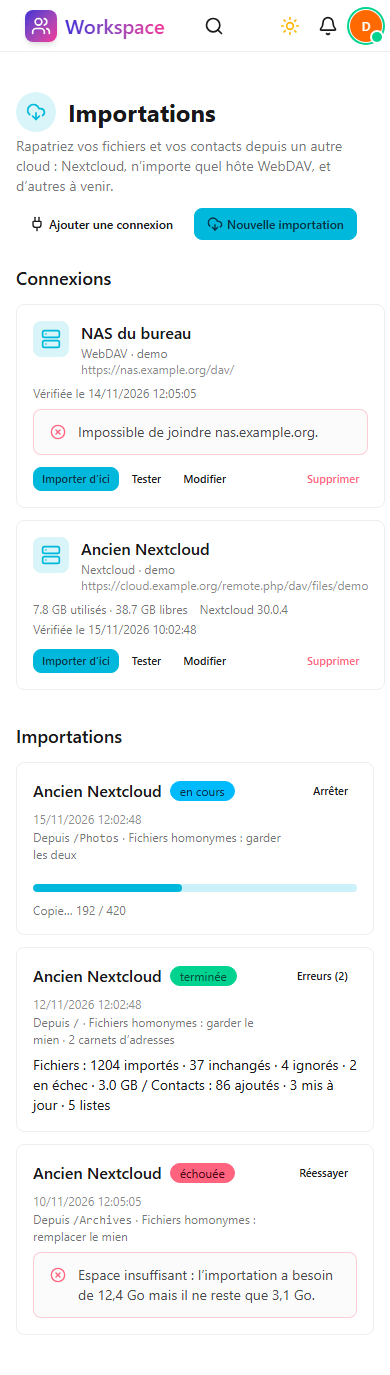 Workspace
D
Importations
Rapatriez vos fichiers et vos contacts depuis un autre
cloud : Nextcloud, n’importe quel hôte WebDAV, et
d’autres à venir.
Ajouter une connexion
Nouvelle importation
Connexions
NAS du bureau
WebDAV · demo
https://nas.example.org/dav/
Vérifiée le 14/11/2026 12:05:05
Impossible de joindre nas.example.org.
Importer d’ici
Tester
Modifier
Supprimer
Ancien Nextcloud
Nextcloud · demo
https://cloud.example.org/remote.php/dav/files/demo
7.8 GB utilisés · 38.7 GB libres Nextcloud 30.0.4
Vérifiée le 15/11/2026 10:02:48
Importer d’ici
Tester
Modifier
Supprimer
Importations
Ancien Nextcloud
en cours
Arrêter
15/11/2026 12:02:48
Depuis /Photos · Fichiers homonymes : garder
les deux
Copie... 192 / 420
Ancien Nextcloud
terminée
Erreurs (2)
12/11/2026 12:02:48
Depuis / · Fichiers homonymes : garder le
mien · 2 carnets d’adresses
Fichiers : 1204 importés · 37 inchangés · 4 ignorés · 2
en échec · 3.0 GB / Contacts : 86 ajoutés · 3 mis à
jour · 5 listes
Ancien Nextcloud
échouée
Réessayer
10/11/2026 12:05:05
Depuis /Archives · Fichiers homonymes :
remplacer le mien
Espace insuffisant : l’importation a besoin
de 12,4 Go mais il ne reste que 3,1 Go.